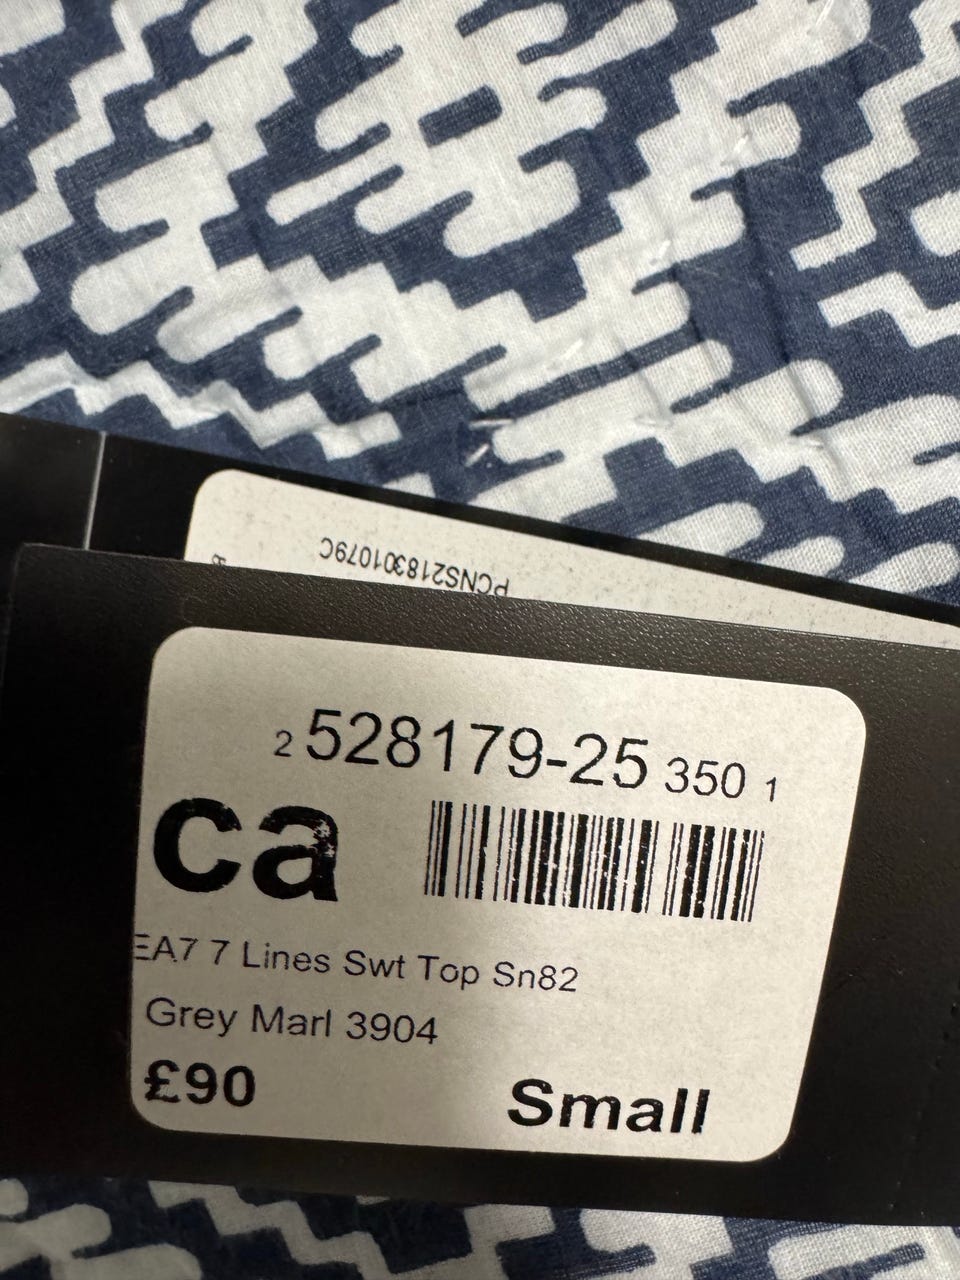 PCNS218301079C
2 528179-25 350 1
ca
EA7 7 Lines Swt Top Sn82
Grey Marl 3904
£90 Small